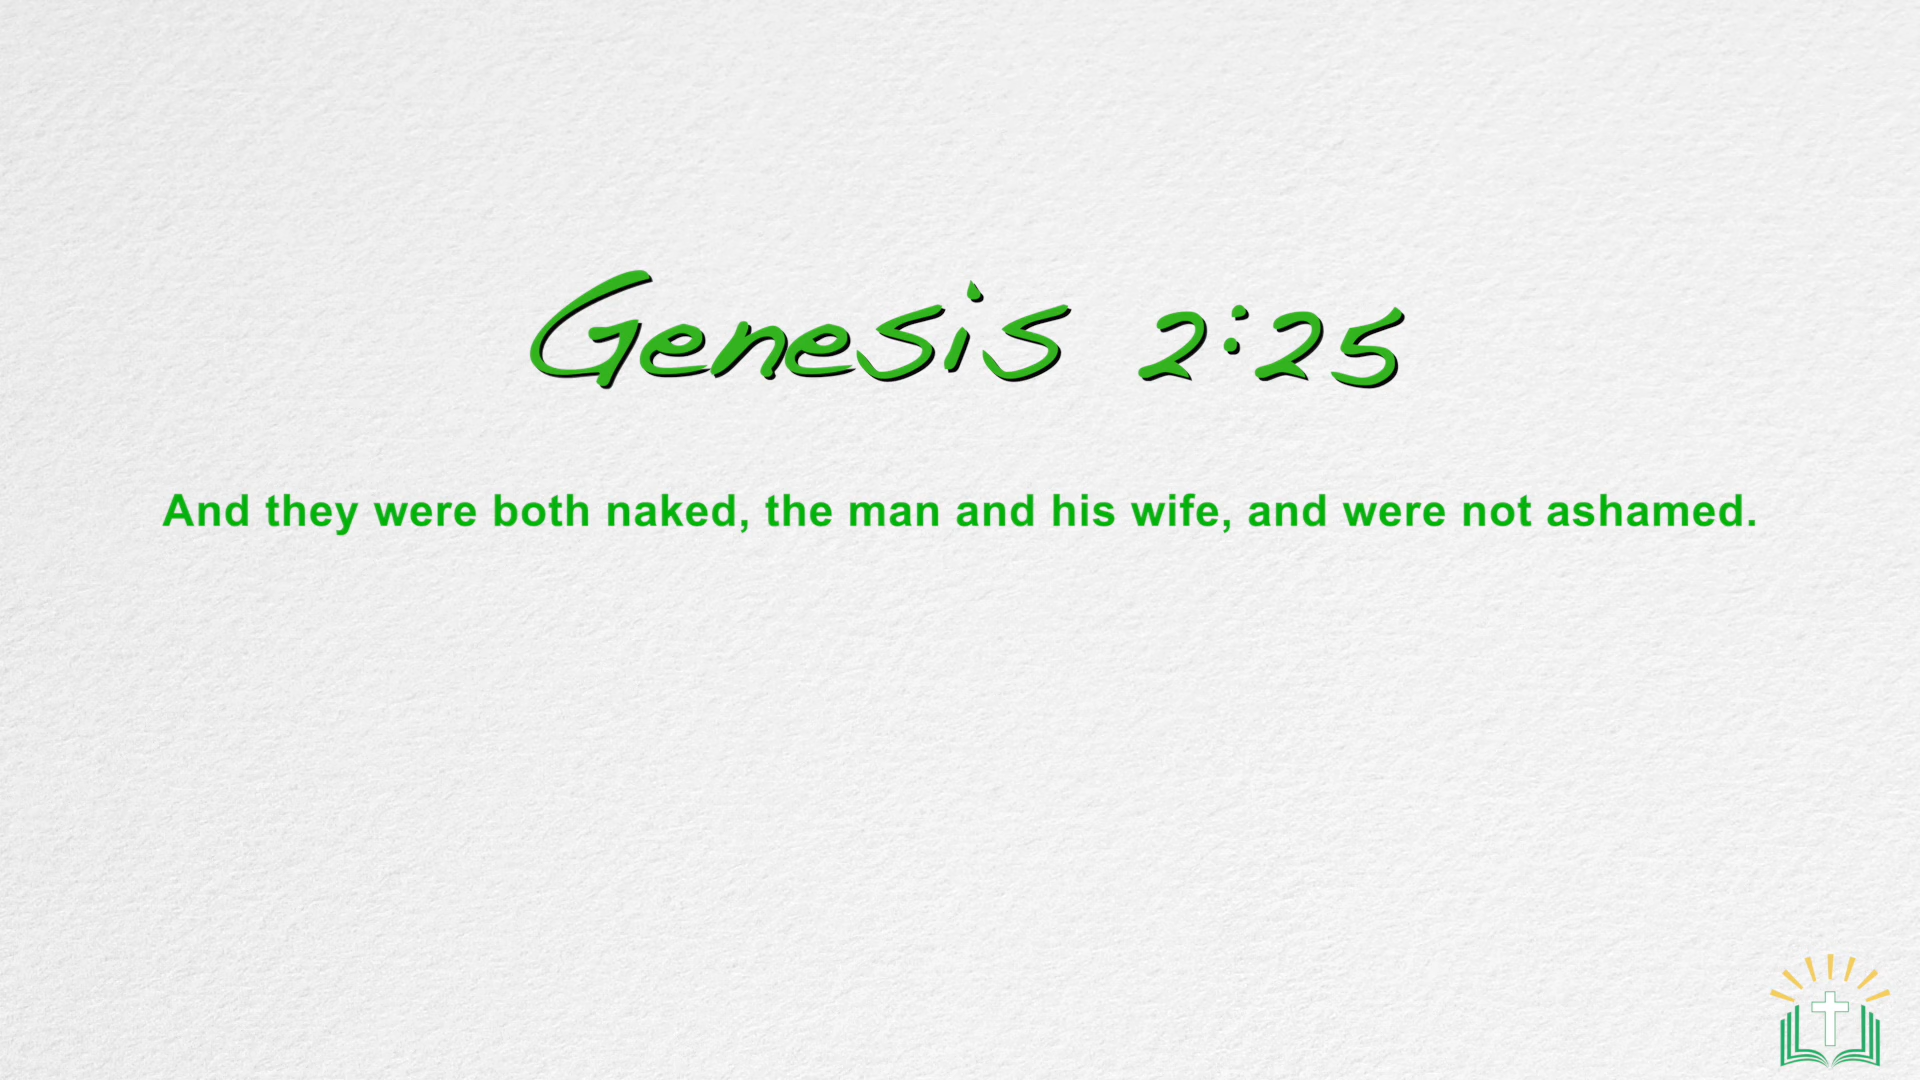 Genesis 2:25
And they were both naked, the man and his wife, and were not ashamed.